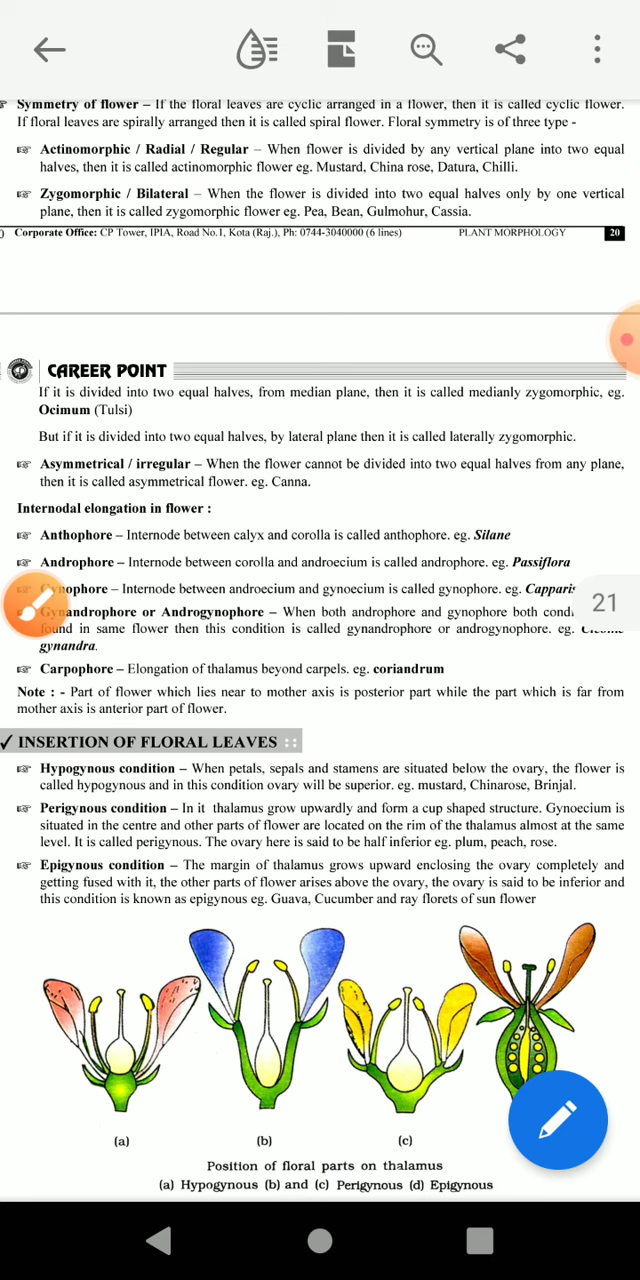 Symmetry of flower – If the floral leaves are cyclic arranged in a flower, then it is called cyclic flower.
If floral leaves are spirally arranged then it is called spiral flower. Floral symmetry is of three type -
Actinomorphic / Radial / Regular – When flower is divided by any vertical plane into two equal
halves, then it is called actinomorphic flower eg. Mustard, China rose, Datura, Chilli.
Zygomorphic / Bilateral – When the flower is divided into two equal halves only by one vertical
plane, then it is called zygomorphic flower eg. Pea, Bean, Gulmohur, Cassia.
Corporate Office: CP Tower, IPIA, Road No.1, Kota (Raj.), Ph: 0744-3040000 (6 lines) PLANT MORPHOLOGY 20
CAREER POINT
If it is divided into two equal halves, from median plane, then it is called medianly zygomorphic, eg.
Ocimum (Tulsi)
But if it is divided into two equal halves, by lateral plane then it is called laterally zygomorphic.
Asymmetrical / irregular – When the flower cannot be divided into two equal halves from any plane,
then it is called asymmetrical flower. eg. Canna.
Internodal elongation in flower :
Anthophore – Internode between calyx and corolla is called anthophore. eg. Silane
Androphore – Internode between corolla and androecium is called androphore. eg. Passiflora
Gynophore – Internode between androecium and gynoecium is called gynophore. eg. Capparis
21
Gynandrophore or Androgynophore – When both androphore and gynophore both
found in same flower then this condition is called gynandrophore or androgynophore. eg.
gynandra.
Carpophore – Elongation of thalamus beyond carpels. eg. coriandrum
Note : - Part of flower which lies near to mother axis is posterior part while the part which is far from
mother axis is anterior part of flower.
✓ INSERTION OF FLORAL LEAVES ::
Hypogynous condition – When petals, sepals and stamens are situated below the ovary, the flower is
called hypogynous and in this condition ovary will be superior. eg. mustard, Chinarose, Brinjal.
Perigynous condition – In it thalamus grow upwardly and form a cup shaped structure. Gynoecium is
situated in the centre and other parts of flower are located on the rim of the thalamus almost at the same
level. It is called perigynous. The ovary here is said to be half inferior eg. plum, peach, rose.
Epigynous condition – The margin of thalamus grows upward enclosing the ovary completely and
getting fused with it, the other parts of flower arises above the ovary, the ovary is said to be inferior and
this condition is known as epigynous eg. Guava, Cucumber and ray florets of sun flower
(a) (b) (c)
Position of floral parts on thalamus
(a) Hypogynous (b) and (c) Perigynous (d) Epigynous